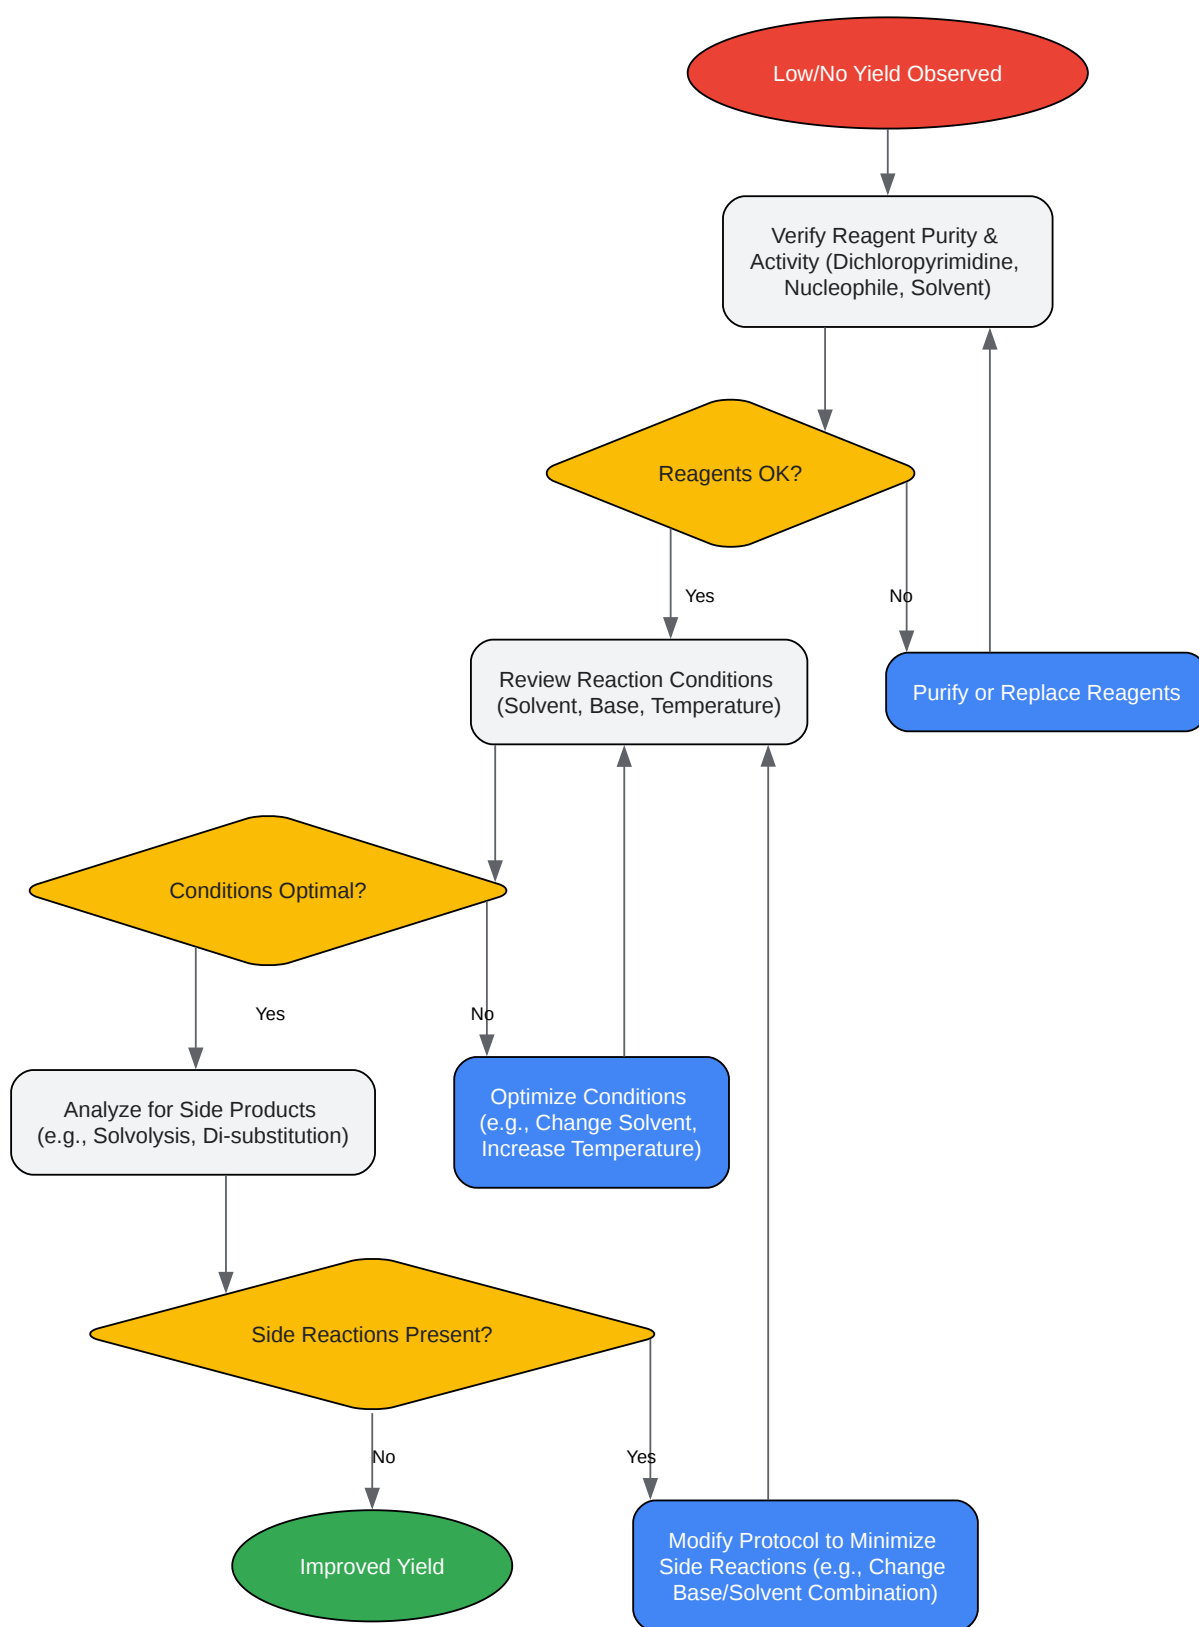 Low/No Yield Observed
Verify Reagent Purity &
Activity (Dichloropyrimidine,
Nucleophile, Solvent)
Reagents OK?
Yes
No
Review Reaction Conditions
(Solvent, Base, Temperature)
Purify or Replace Reagents
Conditions Optimal?
Yes
No
Analyze for Side Products
(e.g., Solvolysis, Di-substitution)
Optimize Conditions
(e.g., Change Solvent,
Increase Temperature)
Side Reactions Present?
No
Yes
Improved Yield
Modify Protocol to Minimize
Side Reactions (e.g., Change
Base/Solvent Combination)